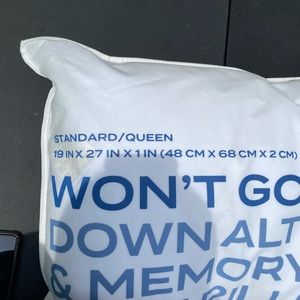 STANDARD/QUEEN
19 IN X 27 IN X 1 IN (48 CM X 68 CM X 2 CM)
WON'T GO
DOWN ALT
& MEMORY